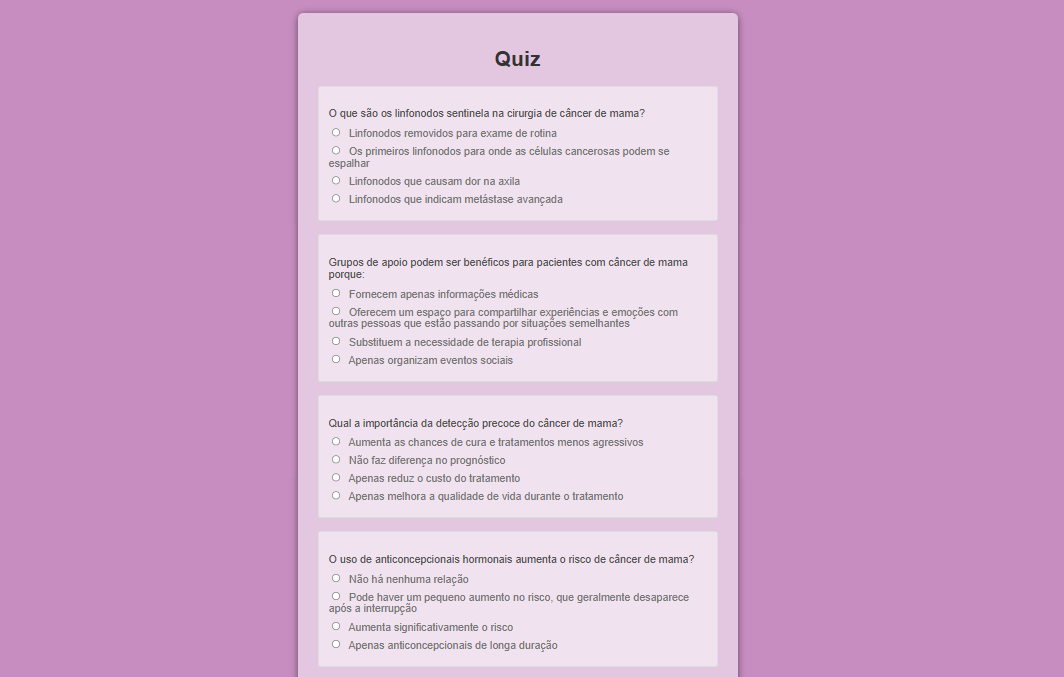 Quiz
O que são os linfonodos sentinela na cirurgia de câncer de mama?
Linfonodos removidos para exame de rotina
Os primeiros linfonodos para onde as células cancerosas podem se
espalhar
Linfonodos que causam dor na axila
Linfonodos que indicam metástase avançada
Grupos de apoio podem ser benéficos para pacientes com câncer de mama
porque:
Fornecem apenas informações médicas
Oferecem um espaço para compartilhar experiências e emoções com
outras pessoas que estão passando por situações semelhantes
Substituem a necessidade de terapia profissional
Apenas organizam eventos sociais
Qual a importância da detecção precoce do câncer de mama?
Aumenta as chances de cura e tratamentos menos agressivos
Não faz diferença no prognóstico
Apenas reduz o custo do tratamento
Apenas melhora a qualidade de vida durante o tratamento
O uso de anticoncepcionais hormonais aumenta o risco de câncer de mama?
Não há nenhuma relação
Pode haver um pequeno aumento no risco, que geralmente desaparece
após a interrupção
Aumenta significativamente o risco
Apenas anticoncepcionais de longa duração